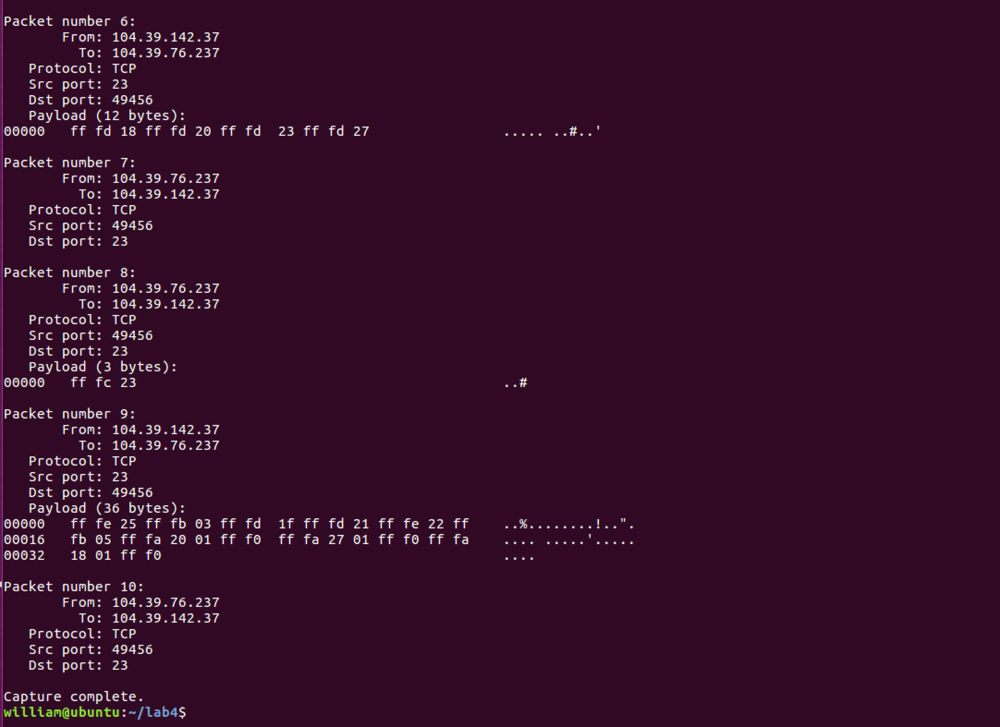 Packet number 6:
       From: 104.39.142.37
         To: 104.39.76.237
   Protocol: TCP
   Src port: 23
   Dst port: 49456
   Payload (12 bytes):
00000   ff fd 18 ff fd 20 ff fd  23 ff fd 27                ..... ..#..'

Packet number 7:
       From: 104.39.76.237
         To: 104.39.142.37
   Protocol: TCP
   Src port: 49456
   Dst port: 23

Packet number 8:
       From: 104.39.76.237
         To: 104.39.142.37
   Protocol: TCP
   Src port: 49456
   Dst port: 23
   Payload (3 bytes):
00000   ff fc 23                                            ..#

Packet number 9:
       From: 104.39.142.37
         To: 104.39.76.237
   Protocol: TCP
   Src port: 23
   Dst port: 49456
   Payload (36 bytes):
00000   ff fe 25 ff fb 03 ff fd  1f ff fd 21 ff fe 22 ff    ..%........!..".
00016   fb 05 ff fa 20 01 ff f0  ff fa 27 01 ff f0 ff fa    .... .....'.....
00032   18 01 ff f0                                         ....

Packet number 10:
       From: 104.39.76.237
         To: 104.39.142.37
   Protocol: TCP
   Src port: 49456
   Dst port: 23

Capture complete.
william@ubuntu:~/lab4$